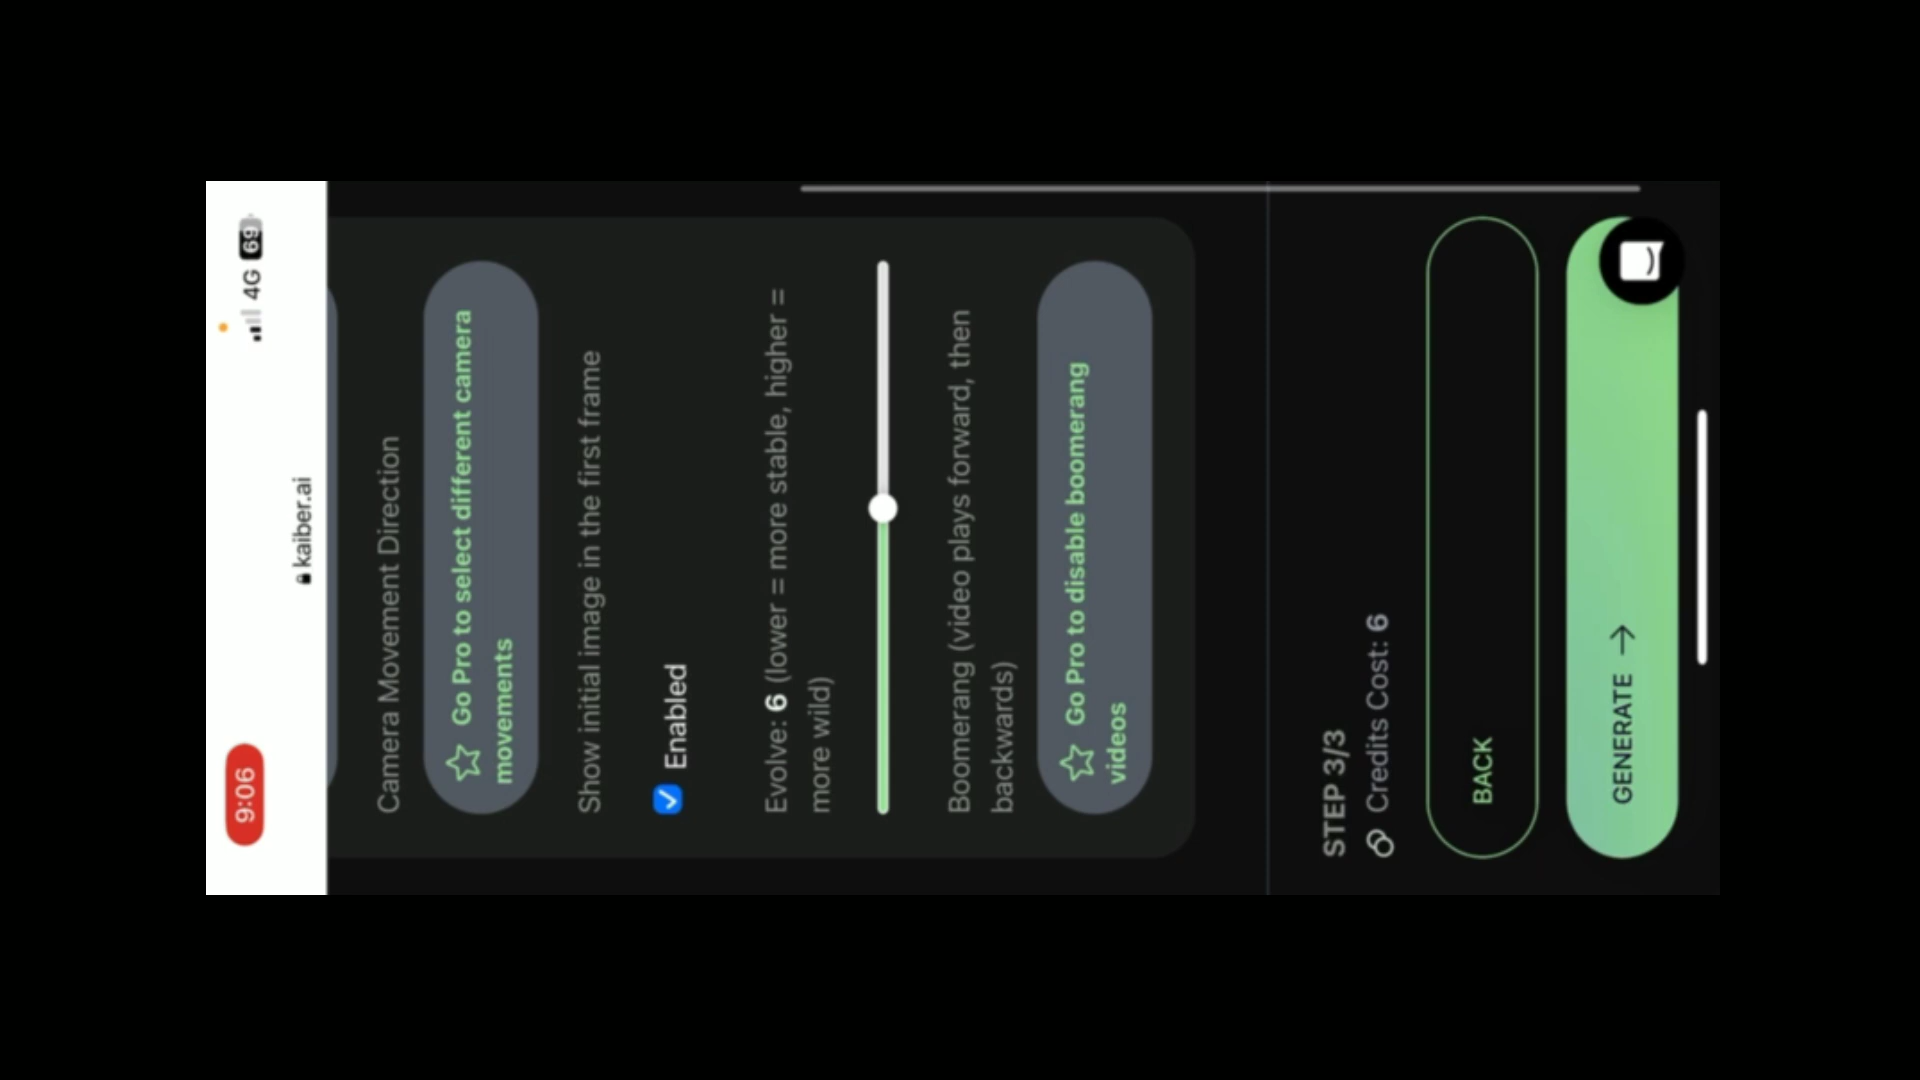 9:06
4G 69
kaiber.ai
Camera Movement Direction
Go Pro to select different camera
movements
Show initial image in the first frame
Enabled
Evolve: 6 (lower = more stable, higher =
more wild)
Boomerang (video plays forward, then
backwards)
Go Pro to disable boomerang
videos
STEP 3/3
Credits Cost: 6
BACK
GENERATE →